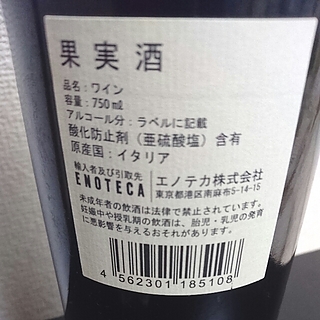 果実酒
品名：ワイン
容量：750㎖
アルコール分：ラベルに記載
酸化防止剤（亜硫酸塩）含有
原産国：イタリア
輸入者及び引取先
ENOTECA エノテカ株式会社
東京都港区南麻布5-14-15
未成年者の飲酒は法律で禁止されています。
妊娠中や授乳期の飲酒は、胎児・乳児の発育
に悪影響を与えるおそれがあります。
4 562301 185108